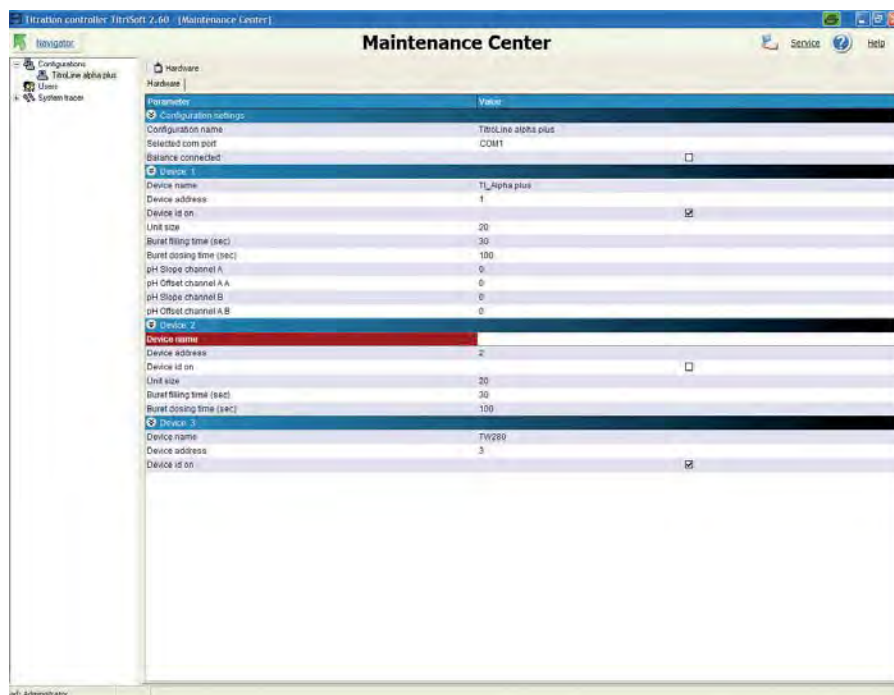 Titration controller TitriSoft 2.60 - [Maintenance Center]
Navigator Maintenance Center Service Help
Configurations
TitroLine alpha plus
Users
System tracer
Hardware
Hardware
Parameter Value
Configuration settings
Configuration name TitroLine alpha plus
Selected com port COM1
Balance connected
Device: 1
Device name TI_Alpha plus
Device address 1
Device id on
Unit size 20
Buret filling time (sec) 30
Buret dosing time (sec) 100
pH Slope channel A 0
pH Offset channel A A 0
pH Slope channel B 0
pH Offset channel A B 0
Device: 2
Device name
Device address 2
Device id on
Unit size 20
Buret filling time (sec) 30
Buret dosing time (sec) 100
Device: 3
Device name TW280
Device address 3
Device id on
Administrator